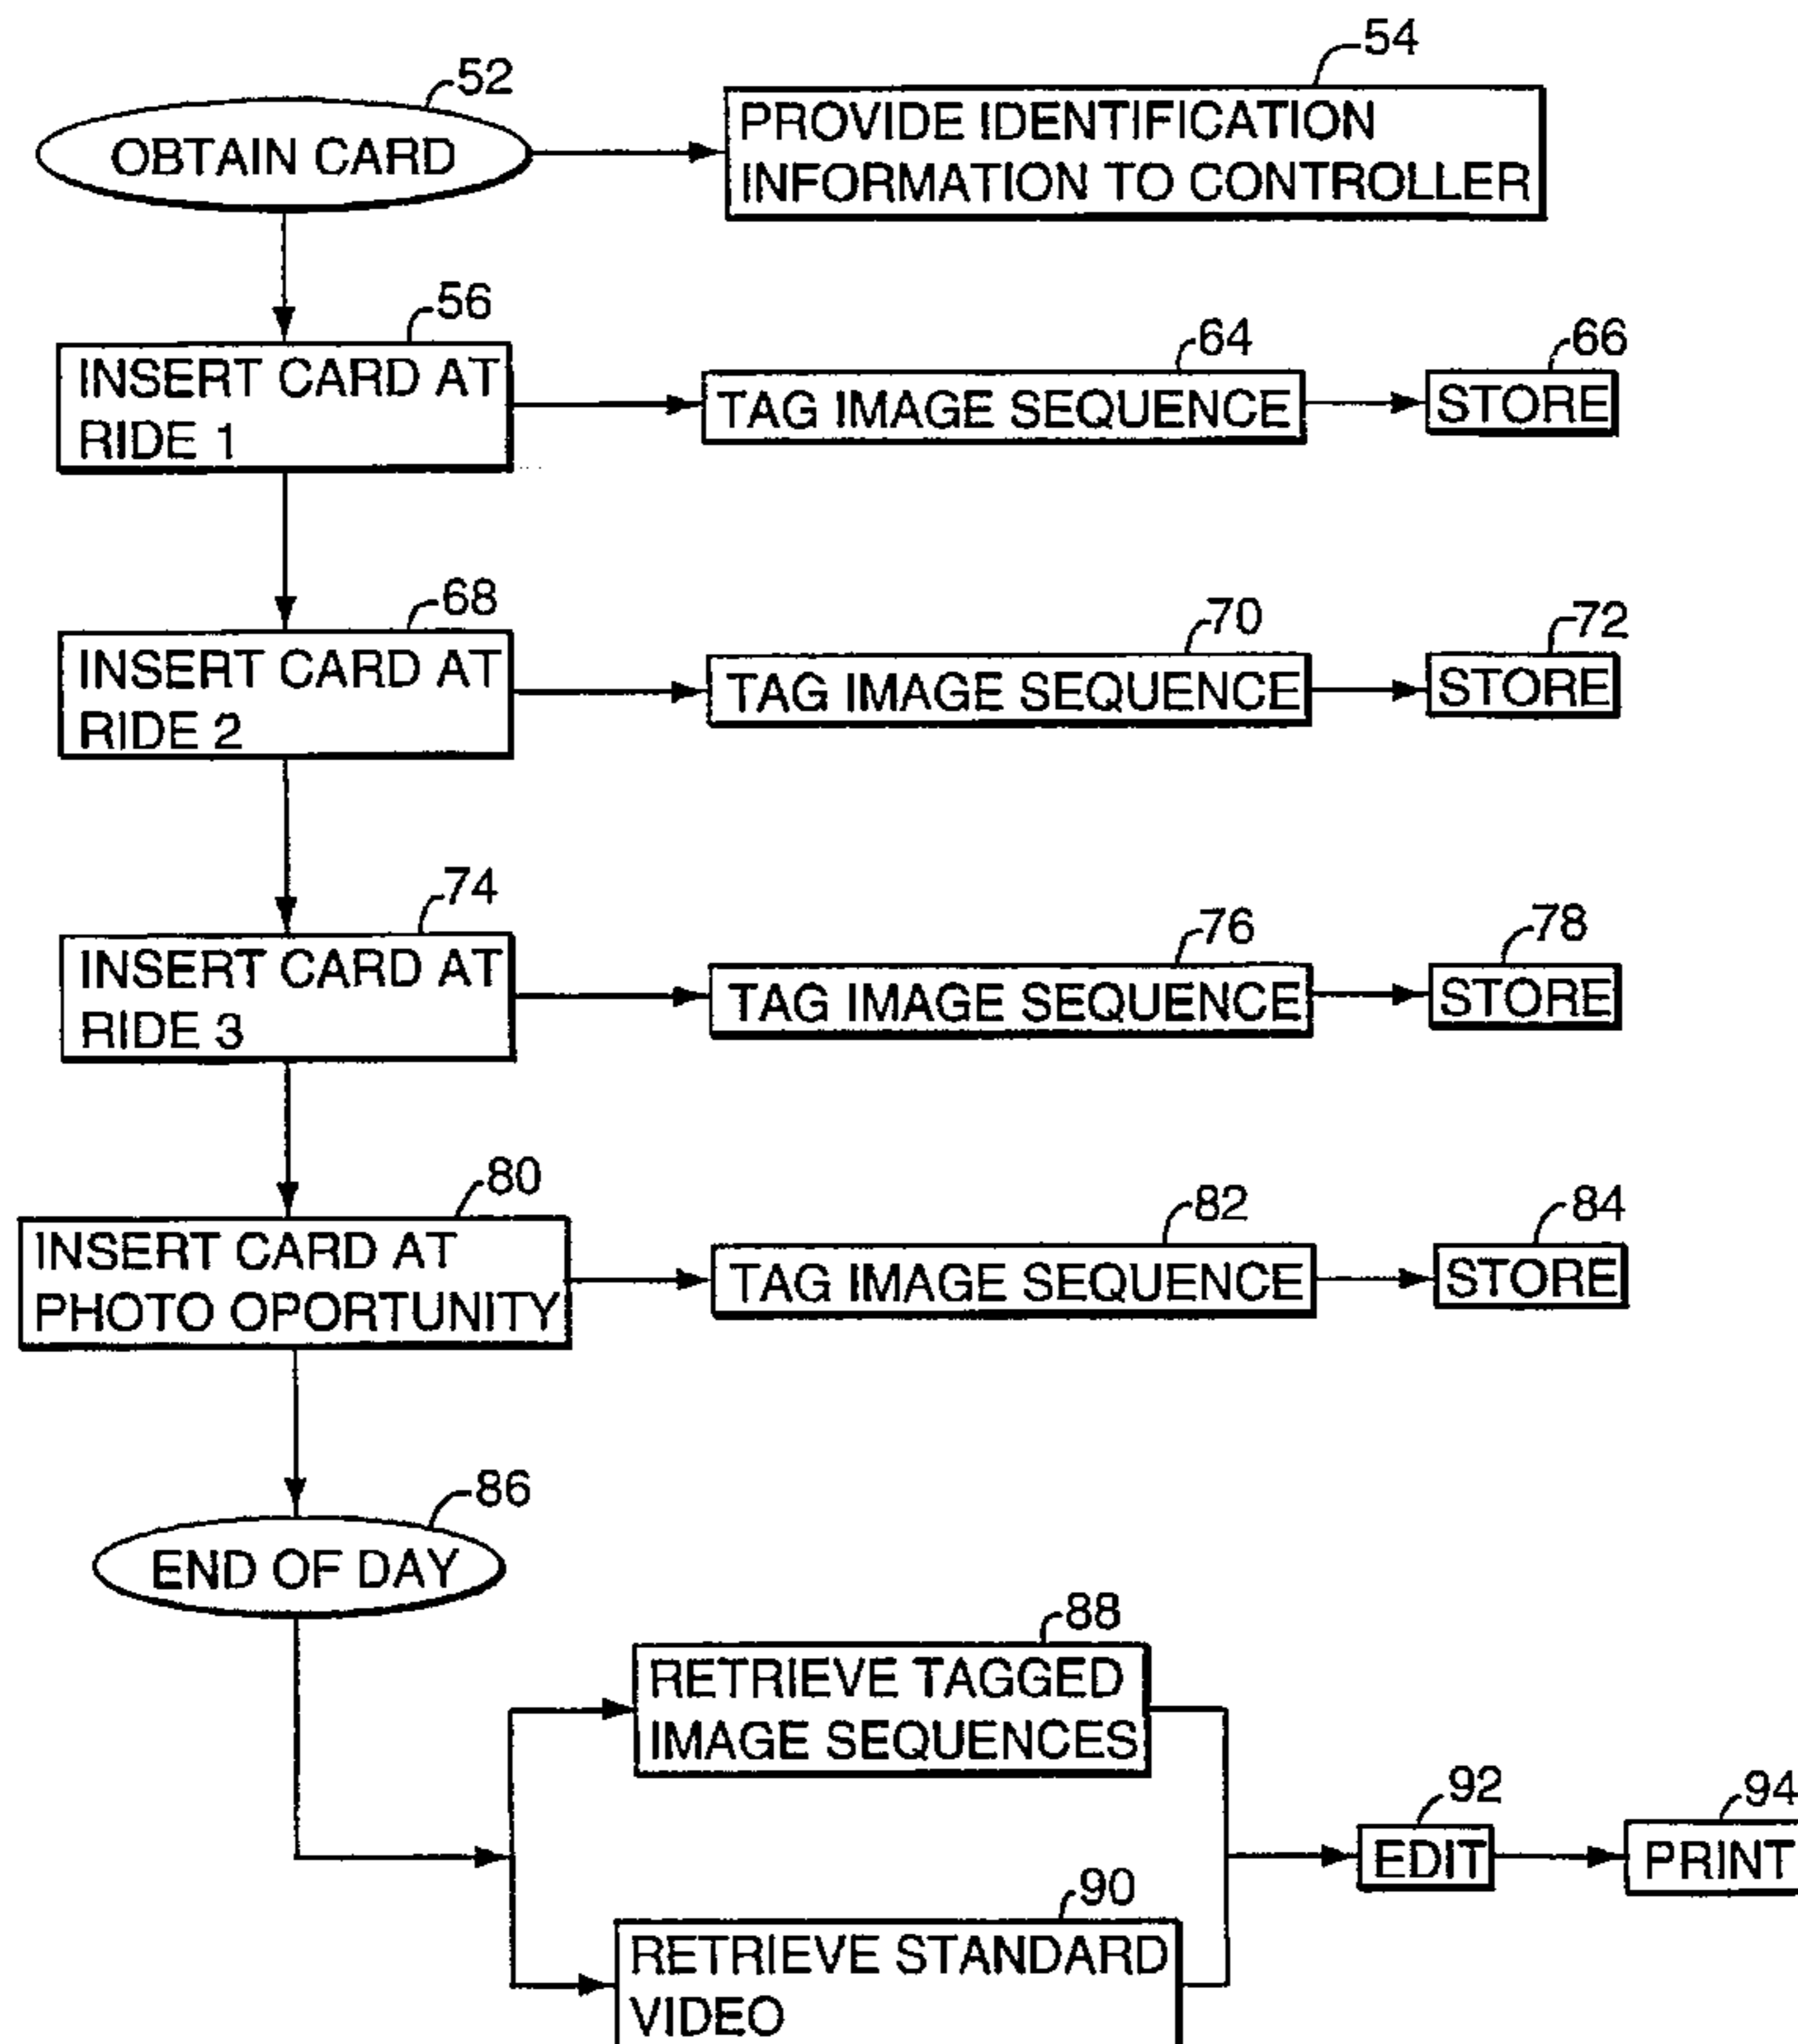 52
OBTAIN CARD
54
PROVIDE IDENTIFICATION
INFORMATION TO CONTROLLER
56
INSERT CARD AT
RIDE 1
64
TAG IMAGE SEQUENCE
66
STORE
68
INSERT CARD AT
RIDE 2
70
TAG IMAGE SEQUENCE
72
STORE
74
INSERT CARD AT
RIDE 3
76
TAG IMAGE SEQUENCE
78
STORE
80
INSERT CARD AT
PHOTO OPORTUNITY
82
TAG IMAGE SEQUENCE
84
STORE
86
END OF DAY
88
RETRIEVE TAGGED
IMAGE SEQUENCES
90
RETRIEVE STANDARD
VIDEO
92
EDIT
94
PRINT